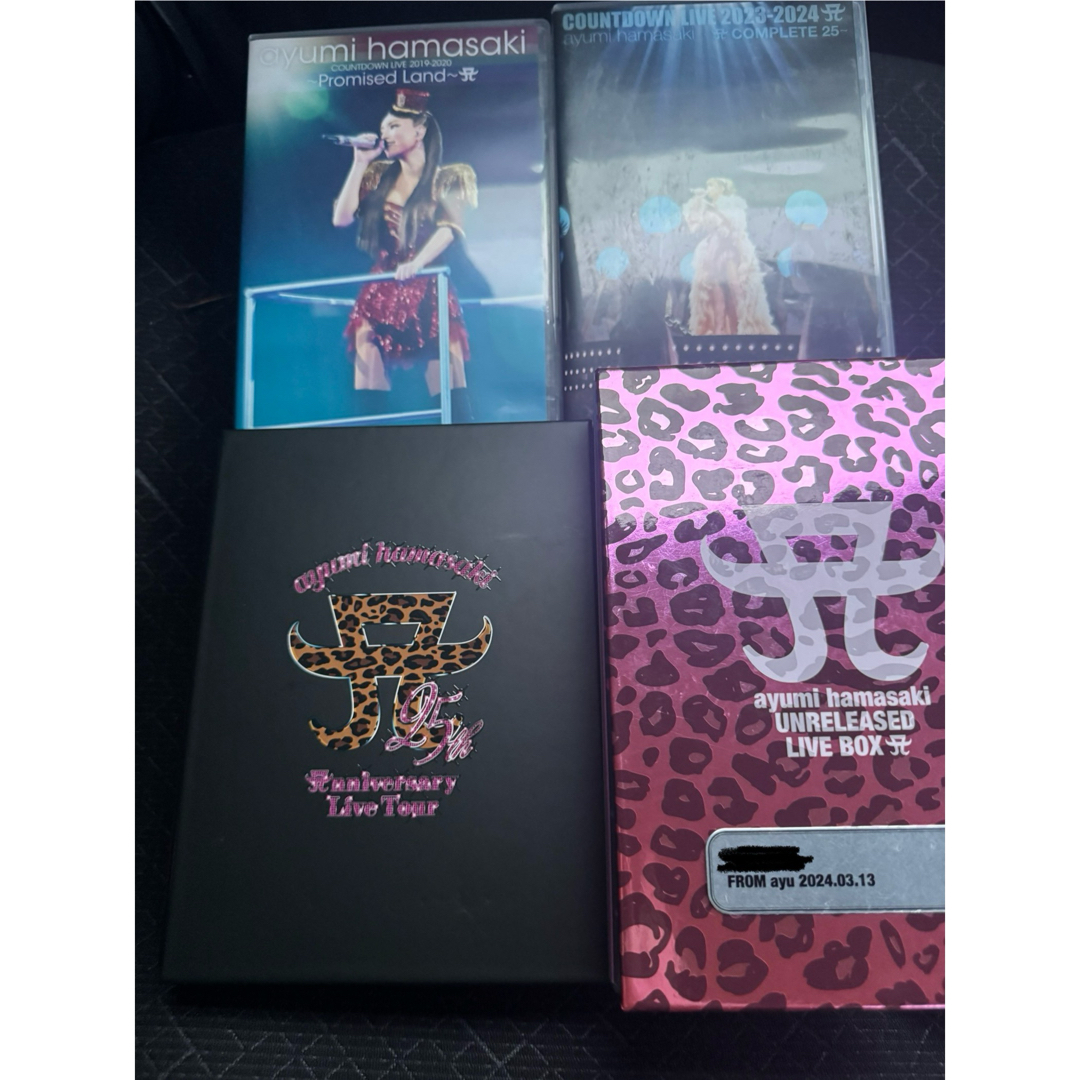 ayumi hamasaki
COUNTDOWN LIVE 2019-2020
~Promised Land~ A
COUNTDOWN LIVE 2023-2024 A
ayumi hamasaki A COMPLETE 25
ayumi hamasaki
A
25th
Anniversary
Live Tour
A
ayumi hamasaki
UNRELEASED
LIVE BOX A
FROM ayu 2024.03.13